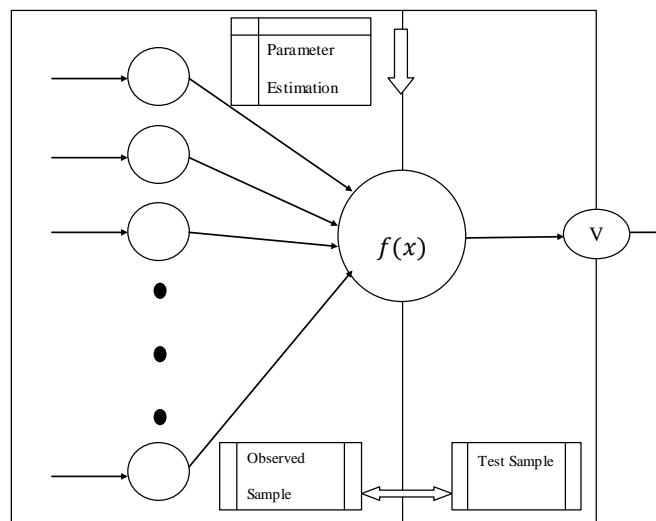 Parameter
Estimation
f(x)
V
Observed
Sample
Test Sample